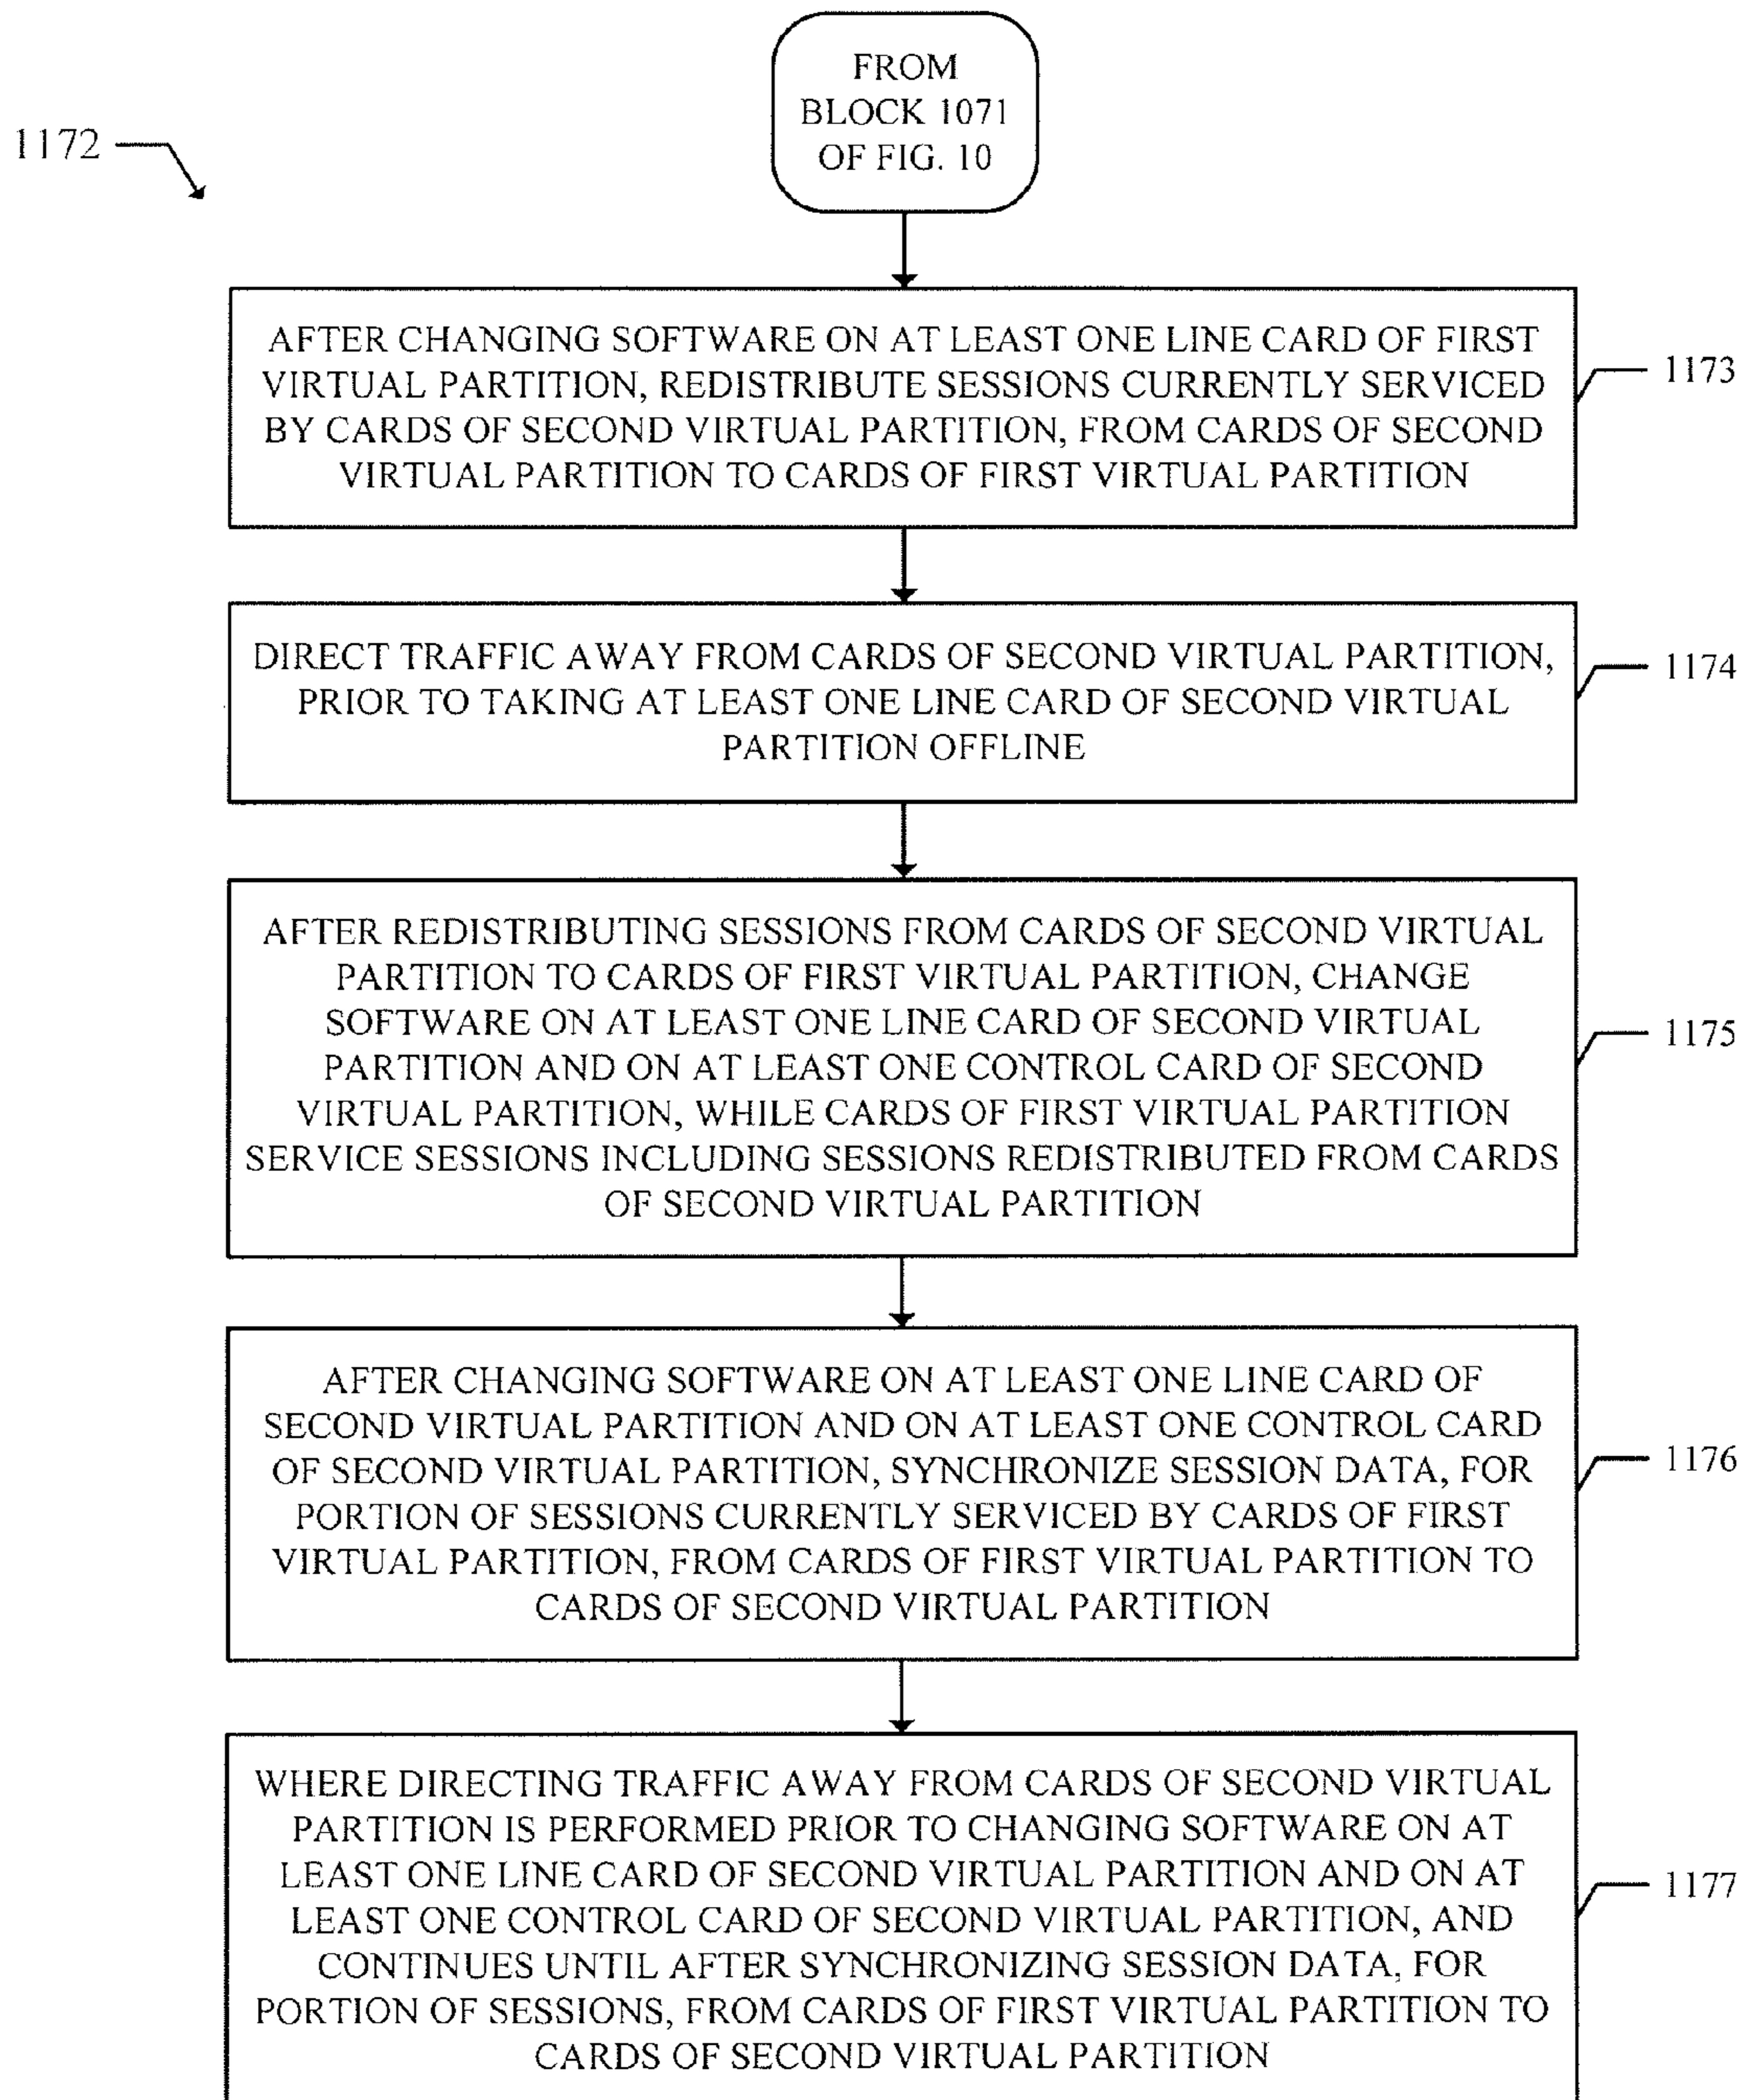 FROM
BLOCK 1071
OF FIG. 10
1172
AFTER CHANGING SOFTWARE ON AT LEAST ONE LINE CARD OF FIRST
VIRTUAL PARTITION, REDISTRIBUTE SESSIONS CURRENTLY SERVICED
BY CARDS OF SECOND VIRTUAL PARTITION, FROM CARDS OF SECOND
VIRTUAL PARTITION TO CARDS OF FIRST VIRTUAL PARTITION
1173
DIRECT TRAFFIC AWAY FROM CARDS OF SECOND VIRTUAL PARTITION,
PRIOR TO TAKING AT LEAST ONE LINE CARD OF SECOND VIRTUAL
PARTITION OFFLINE
1174
AFTER REDISTRIBUTING SESSIONS FROM CARDS OF SECOND VIRTUAL
PARTITION TO CARDS OF FIRST VIRTUAL PARTITION, CHANGE
SOFTWARE ON AT LEAST ONE LINE CARD OF SECOND VIRTUAL
PARTITION AND ON AT LEAST ONE CONTROL CARD OF SECOND
VIRTUAL PARTITION, WHILE CARDS OF FIRST VIRTUAL PARTITION
SERVICE SESSIONS INCLUDING SESSIONS REDISTRIBUTED FROM CARDS
OF SECOND VIRTUAL PARTITION
1175
AFTER CHANGING SOFTWARE ON AT LEAST ONE LINE CARD OF
SECOND VIRTUAL PARTITION AND ON AT LEAST ONE CONTROL CARD
OF SECOND VIRTUAL PARTITION, SYNCHRONIZE SESSION DATA, FOR
PORTION OF SESSIONS CURRENTLY SERVICED BY CARDS OF FIRST
VIRTUAL PARTITION, FROM CARDS OF FIRST VIRTUAL PARTITION TO
CARDS OF SECOND VIRTUAL PARTITION
1176
WHERE DIRECTING TRAFFIC AWAY FROM CARDS OF SECOND VIRTUAL
PARTITION IS PERFORMED PRIOR TO CHANGING SOFTWARE ON AT
LEAST ONE LINE CARD OF SECOND VIRTUAL PARTITION AND ON AT
LEAST ONE CONTROL CARD OF SECOND VIRTUAL PARTITION, AND
CONTINUES UNTIL AFTER SYNCHRONIZING SESSION DATA, FOR
PORTION OF SESSIONS, FROM CARDS OF FIRST VIRTUAL PARTITION TO
CARDS OF SECOND VIRTUAL PARTITION
1177